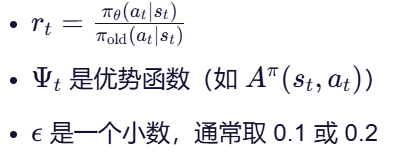 • $r_t = \frac{\pi_\theta(a_t|s_t)}{\pi_{\text{old}}(a_t|s_t)}$
• $\Psi_t$ 是优势函数（如 $A^\pi(s_t, a_t)$）
• $\epsilon$ 是一个小数，通常取 0.1 或 0.2